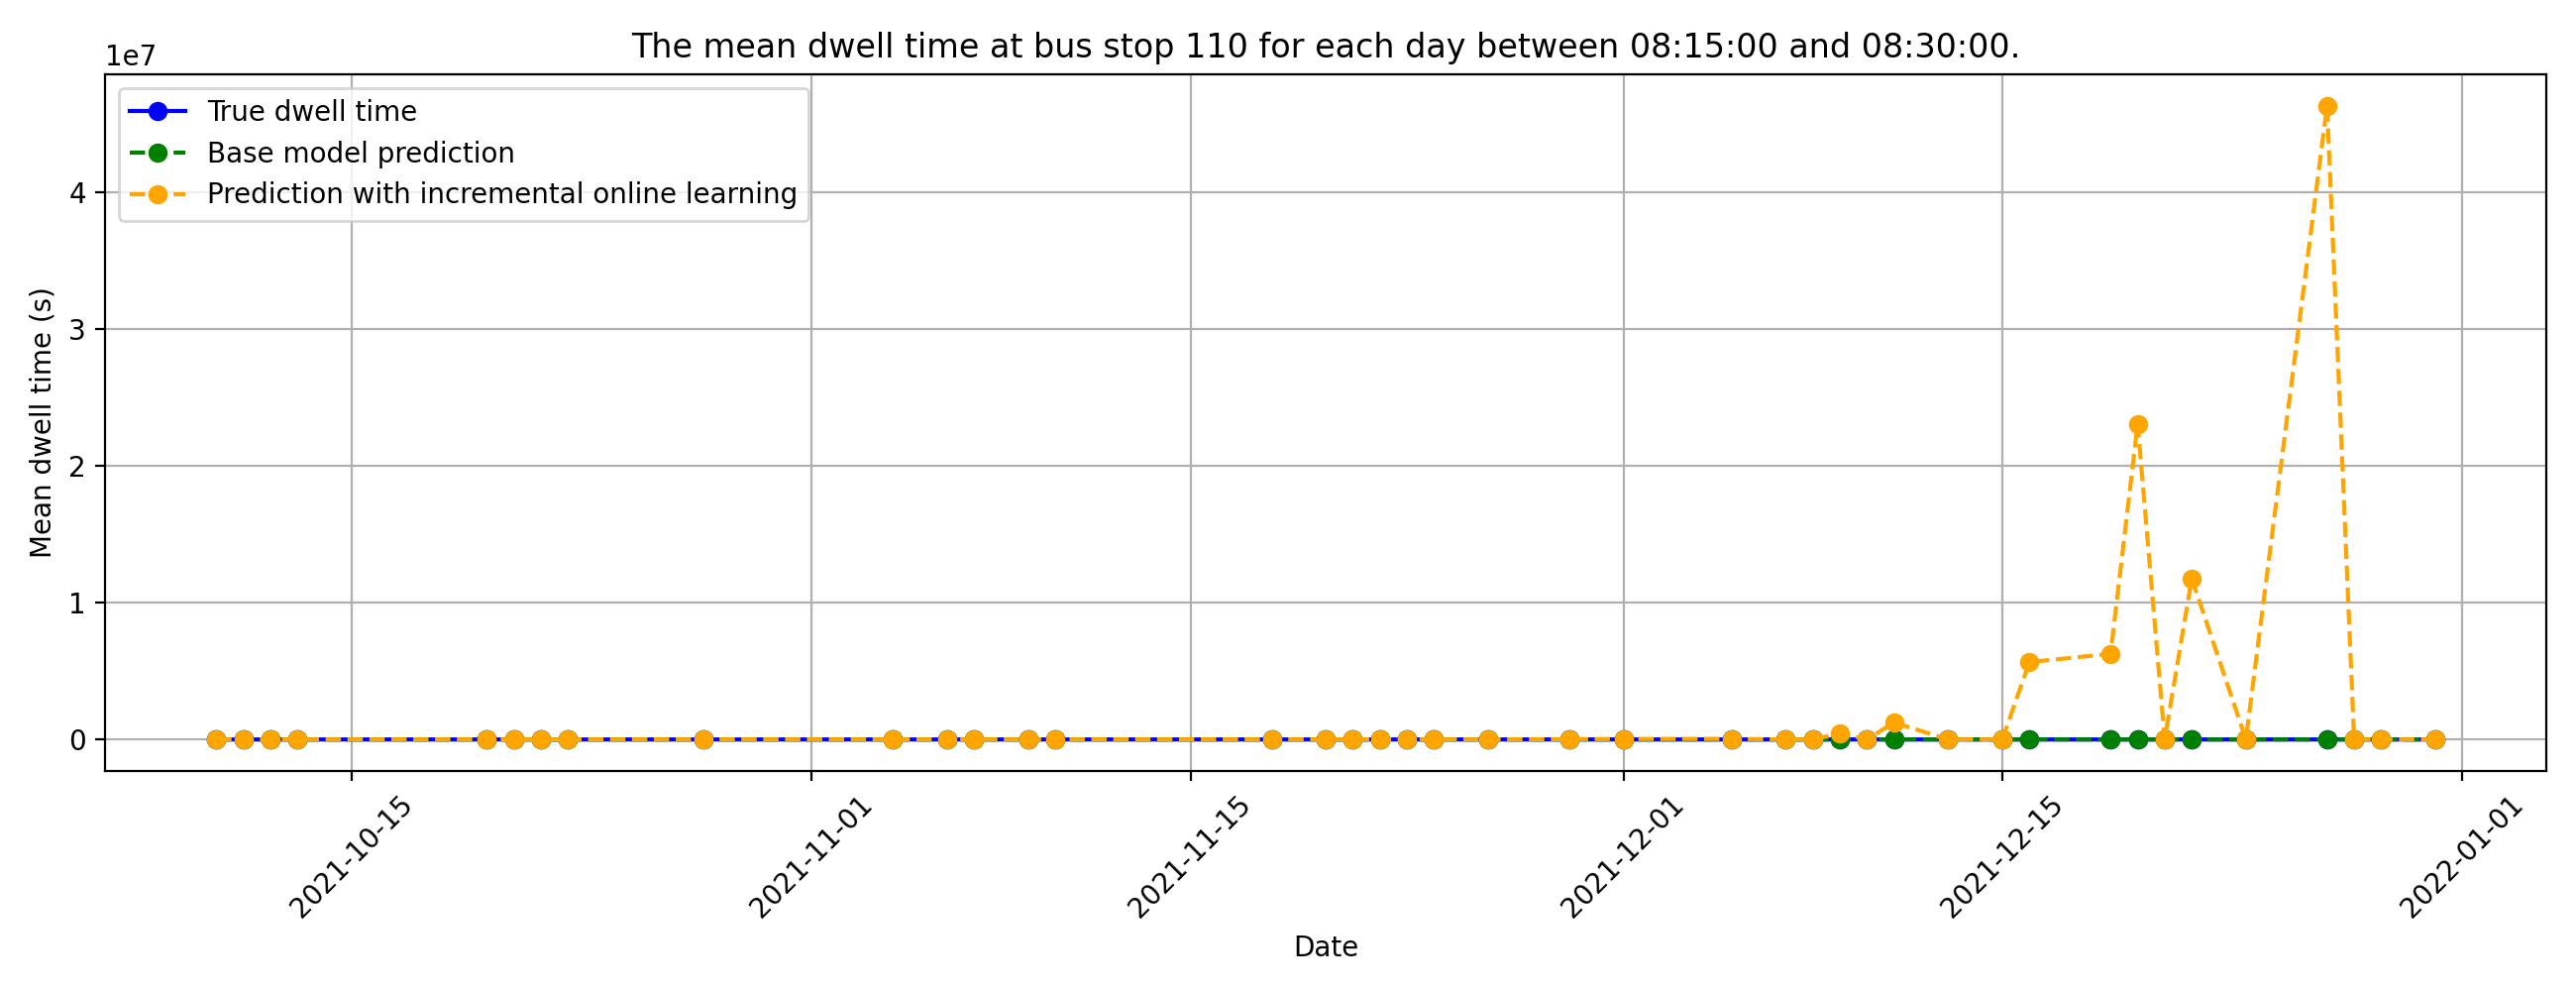 The mean dwell time at bus stop 110 for each day between 08:15:00 and 08:30:00.
1e7
True dwell time
Base model prediction
Prediction with incremental online learning
Mean dwell time (s)
4
3
2
1
0
2021-10-15
2021-11-01
2021-11-15
2021-12-01
2021-12-15
2022-01-01
Date